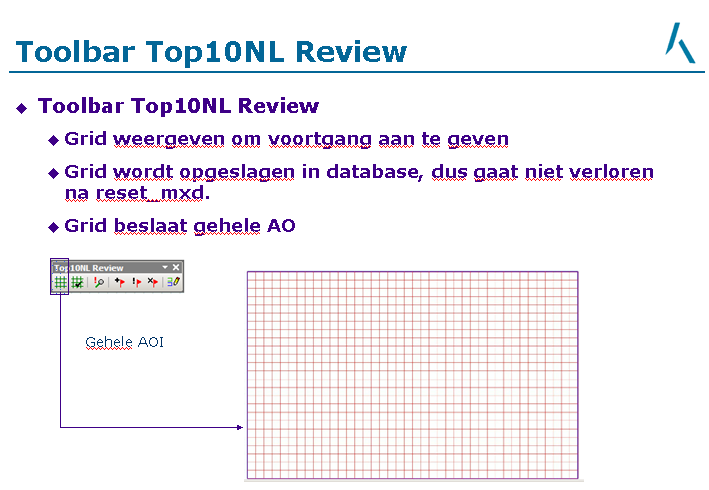 Toolbar Top10NL Review
Toolbar Top10NL Review
Grid weergeven om voortgang aan te geven
Grid wordt opgeslagen in database, dus gaat niet verloren
na reset_mxd.
Grid beslaat gehele AO
Top10NL Review
Gehele AOI